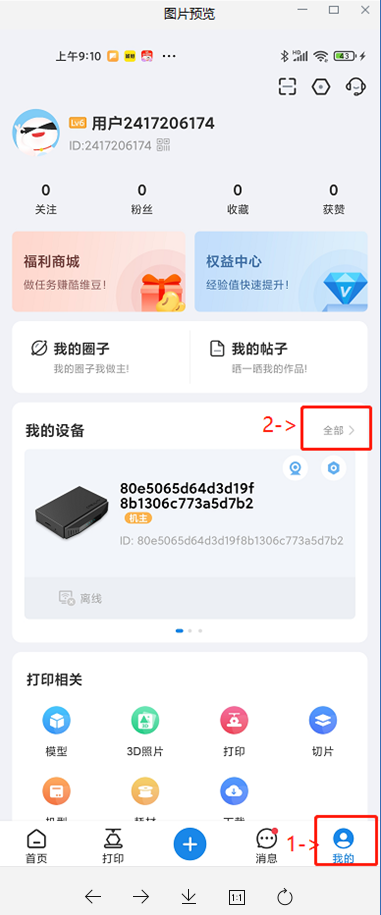 图片预览
上午9:10
43
Lv6 用户2417206174
ID:2417206174
0 0 0 0
关注 粉丝 收藏 获赞
福利商城 权益中心
做任务赚酷维豆! 经验值快速提升!
我的圈子 我的帖子
我的圈子我做主! 晒一晒我的作品!
我的设备 2-> 全部
80e5065d64d3d19f
8b1306c773a5d7b2
机主
ID: 80e5065d64d3d19f8b1306c773a5d7b2
离线
打印相关
模型 3D照片 打印 切片
首页 打印 消息 1-> 我的
1:1